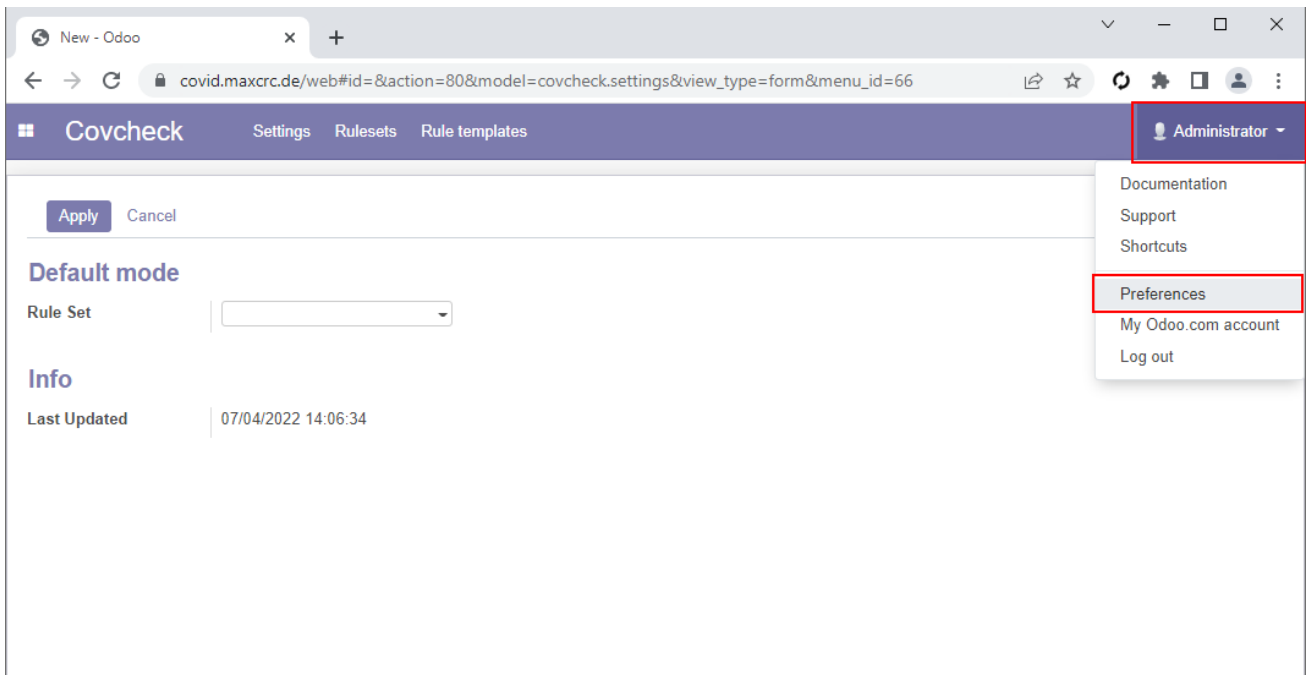 New - Odoo
covid.maxcrc.de/web#id=&action=80&model=covcheck.settings&view_type=form&menu_id=66
Covcheck Settings Rulesets Rule templates Administrator
Documentation
Apply Cancel Support
Shortcuts
Default mode
Preferences
Rule Set
My Odoo.com account
Log out
Info
Last Updated 07/04/2022 14:06:34